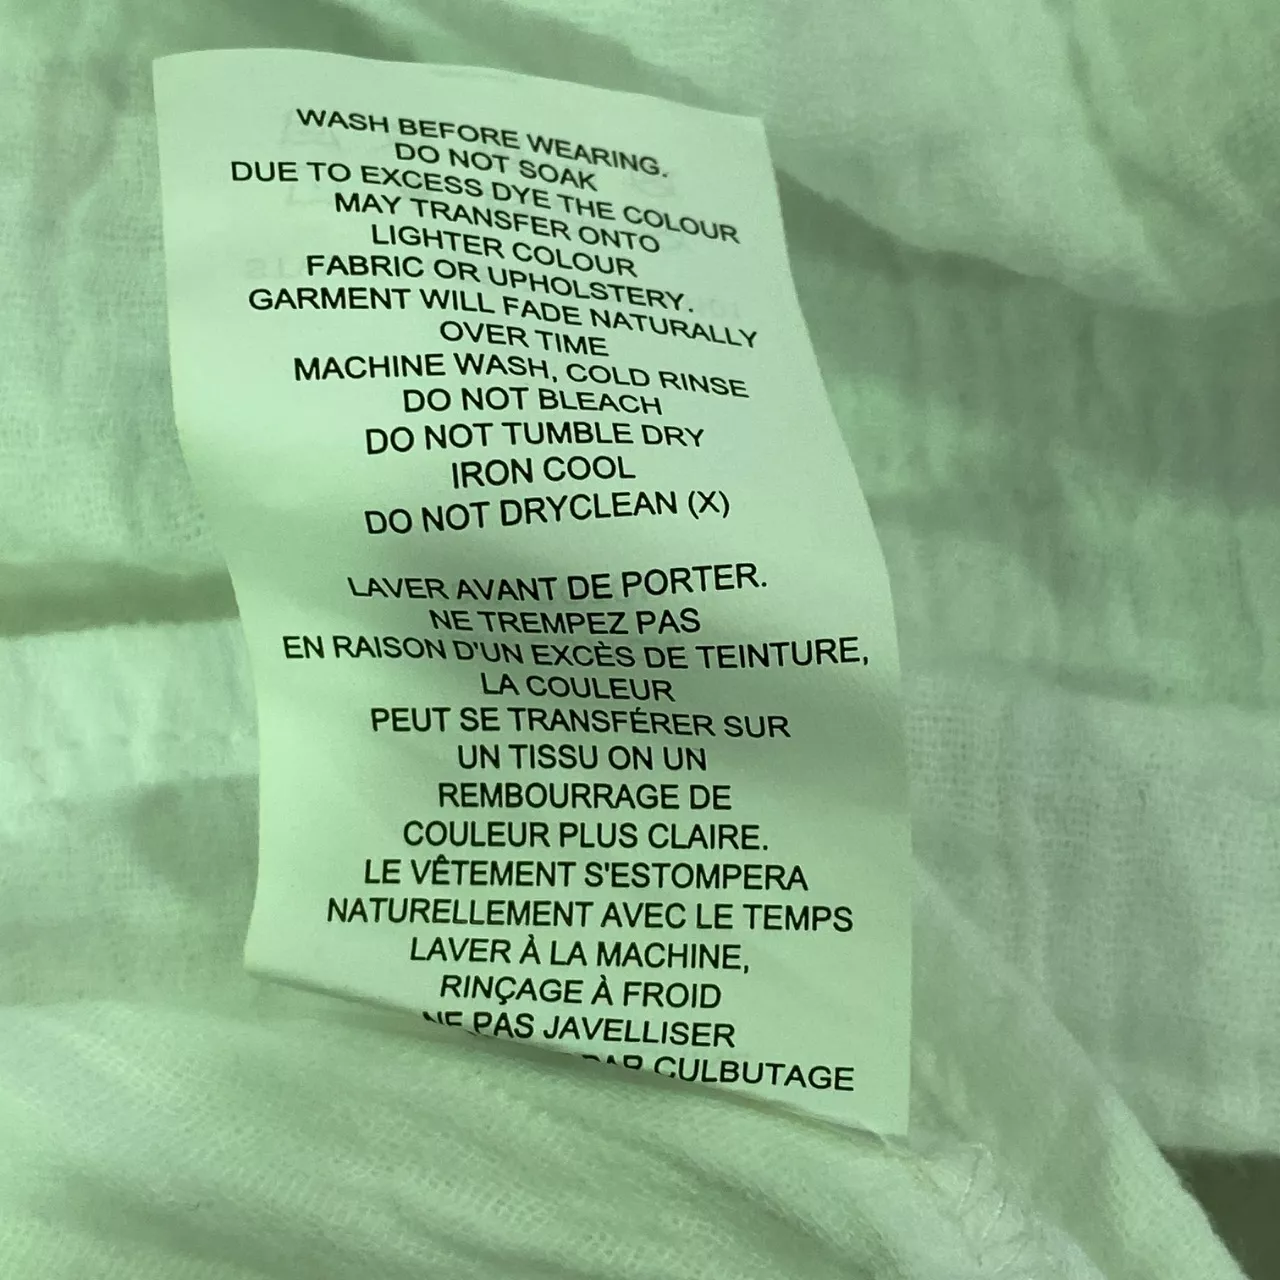 WASH BEFORE WEARING.
DO NOT SOAK
DUE TO EXCESS DYE THE COLOUR
MAY TRANSFER ONTO
LIGHTER COLOUR
FABRIC OR UPHOLSTERY.
GARMENT WILL FADE NATURALLY
OVER TIME
MACHINE WASH, COLD RINSE
DO NOT BLEACH
DO NOT TUMBLE DRY
IRON COOL
DO NOT DRYCLEAN (X)
LAVER AVANT DE PORTER.
NE TREMPEZ PAS
EN RAISON D'UN EXCÈS DE TEINTURE,
LA COULEUR
PEUT SE TRANSFÉRER SUR
UN TISSU ON UN
REMBOURRAGE DE
COULEUR PLUS CLAIRE.
LE VÊTEMENT S'ESTOMPERA
NATURELLEMENT AVEC LE TEMPS
LAVER À LA MACHINE,
RINÇAGE À FROID
NE PAS JAVELLISER
PAR CULBUTAGE